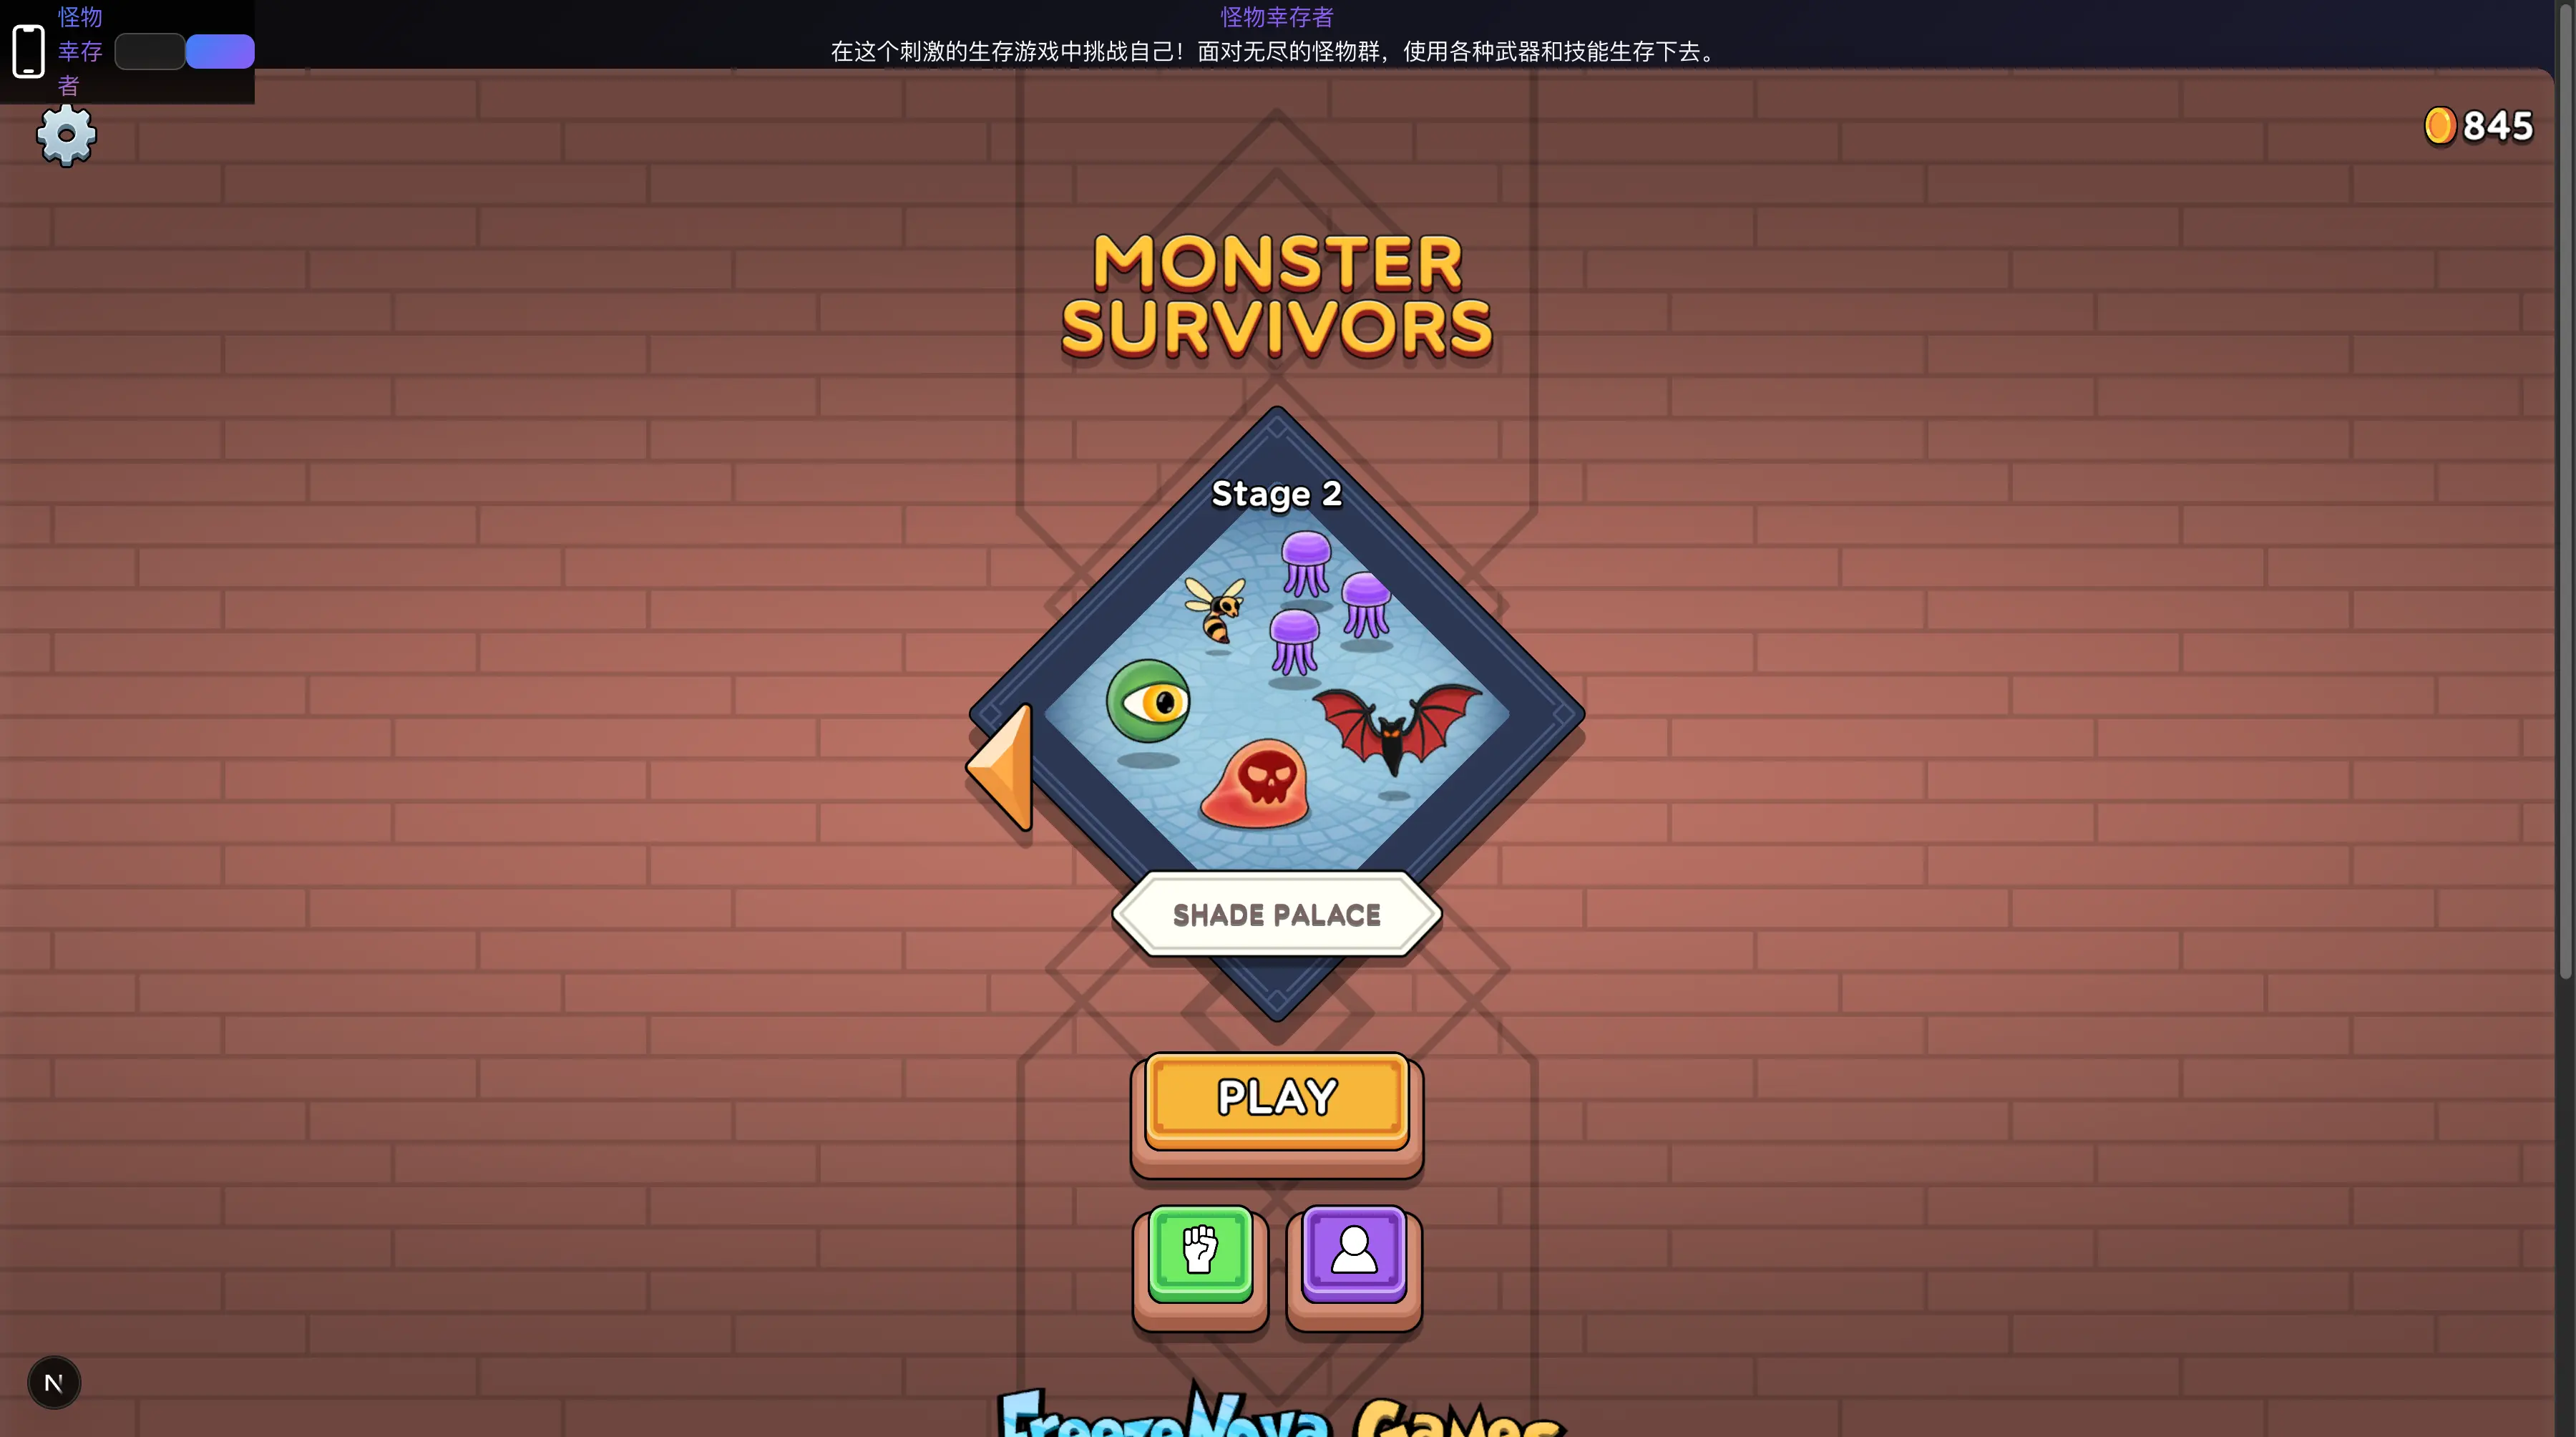 怪物
幸存
者
怪物幸存者
在这个刺激的生存游戏中挑战自己！面对无尽的怪物群，使用各种武器和技能生存下去。
845
MONSTER
SURVIVORS
Stage 2
SHADE PALACE
PLAY
N
FreezeNova Games